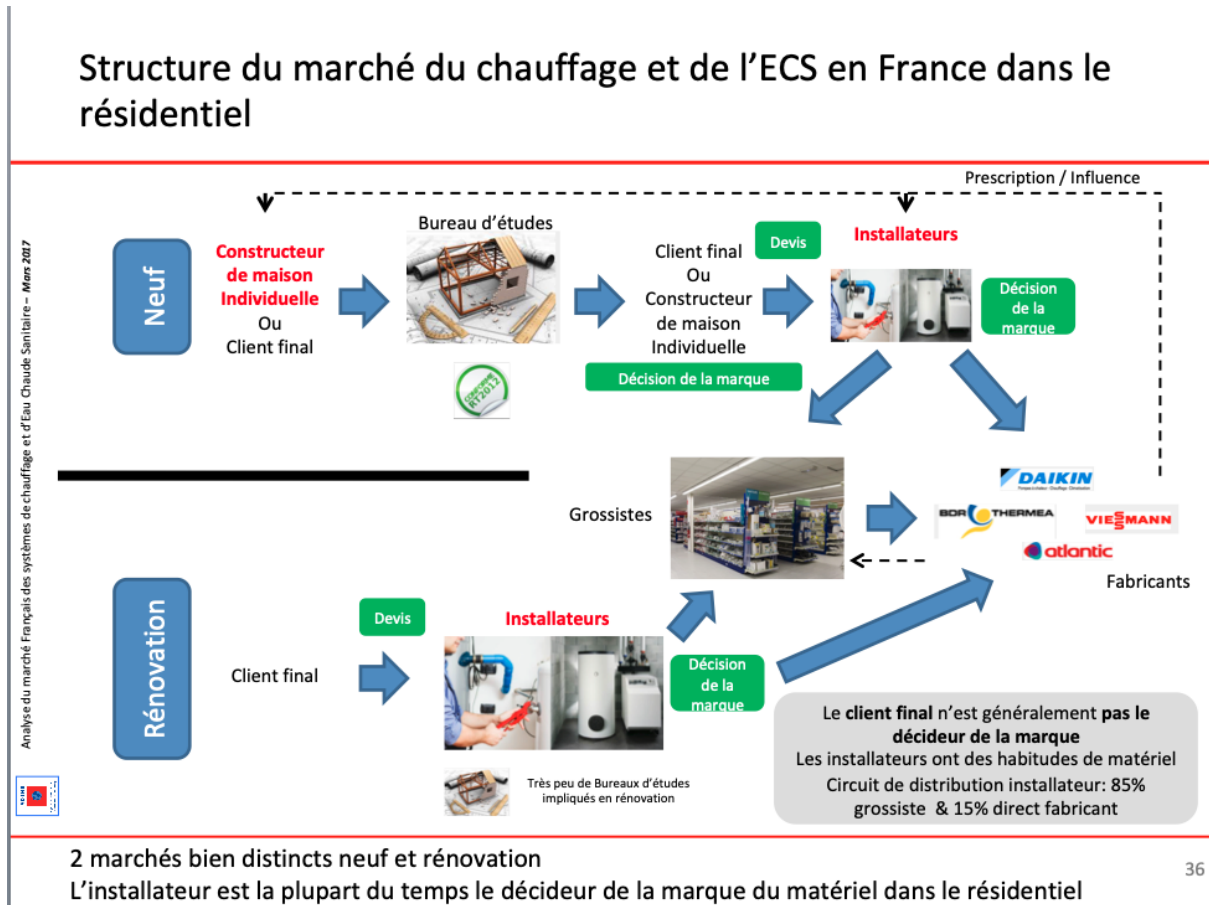 Structure du marché du chauffage et de l’ECS en France dans le
résidentiel
Prescription / Influence
Analyse du marché Français des systèmes de chauffage et d’Eau Chaude Sanitaire – Mars 2017
Neuf
Constructeur
de maison
Individuelle
Ou
Client final
Bureau d’études
CONFORME
RT2012
Client final
Ou
Constructeur
de maison
Individuelle
Décision de la marque
Devis
Installateurs
Décision
de la
marque
Grossistes
DAIKIN
BDR THERMEA
VIESSMANN
atlantic
Fabricants
Rénovation
Client final
Devis
Installateurs
Décision
de la
marque
Très peu de Bureaux d’études
impliqués en rénovation
Le client final n’est généralement pas le
décideur de la marque
Les installateurs ont des habitudes de matériel
Circuit de distribution installateur: 85%
grossiste & 15% direct fabricant
2 marchés bien distincts neuf et rénovation
L’installateur est la plupart du temps le décideur de la marque du matériel dans le résidentiel
36